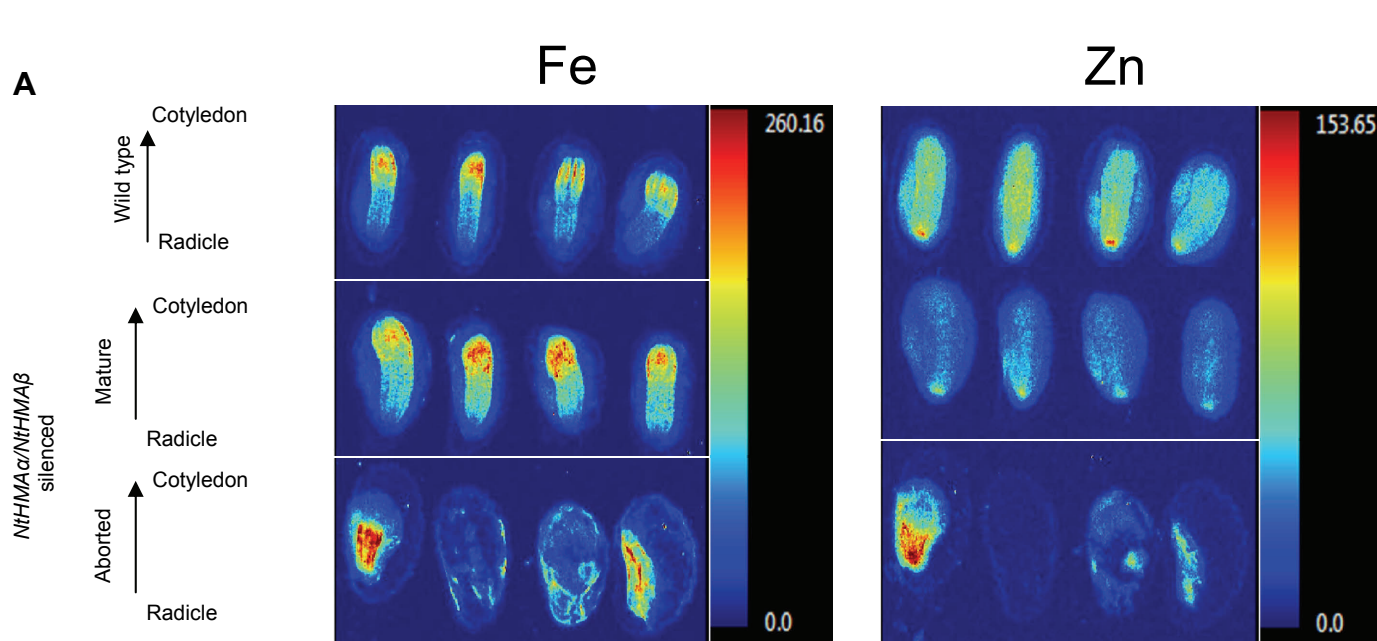 A
Fe
Zn
Cotyledon
Wild type
Radicle
Cotyledon
Mature
Radicle
NtHMAα/NtHMAβ
silenced
Cotyledon
Aborted
Radicle
260.16
0.0
153.65
0.0